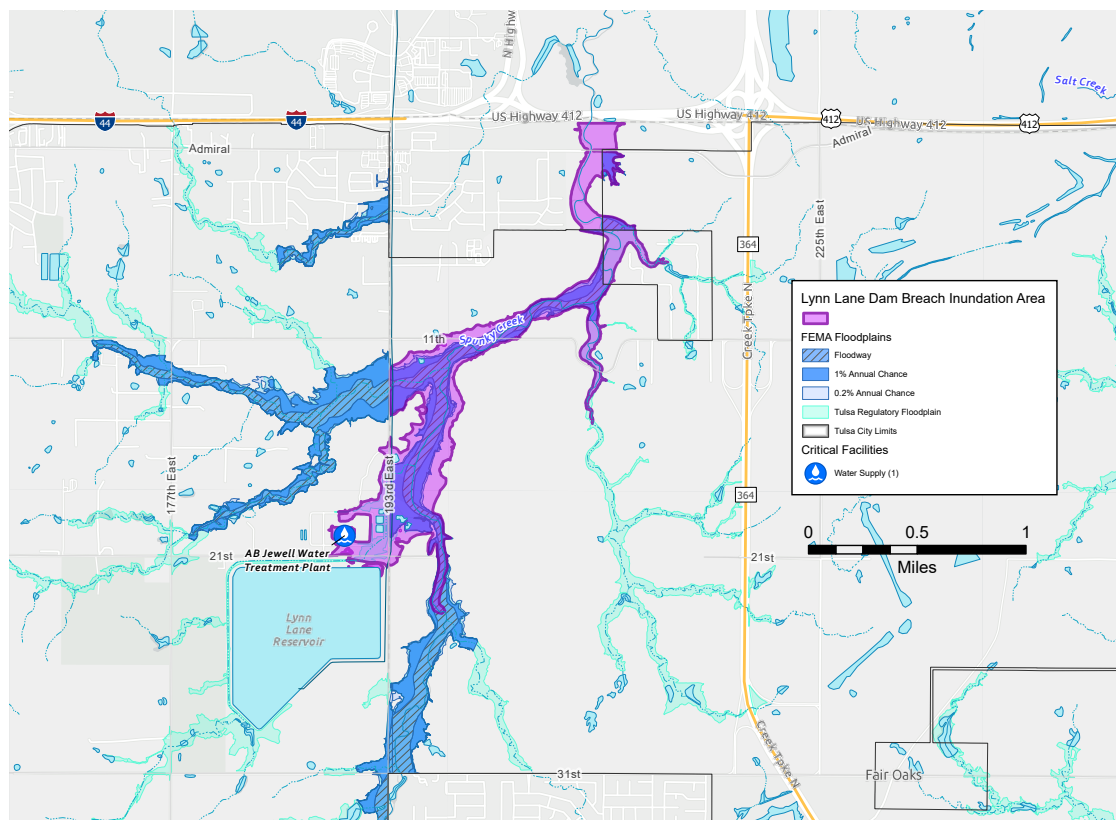 N High
Salt Creek
44
44
US Highway 412
US Highway 412
412
US Highway 412
412
Admiral
Admiral
225th East
364
Creek Tpke N
Lynn Lane Dam Breach Inundation Area
FEMA Floodplains
Floodway
1% Annual Chance
0.2% Annual Chance
Tulsa Regulatory Floodplain
Tulsa City Limits
Critical Facilities
Water Supply (1)
11th
Spunky Creek
177th East
193rd East
364
0
0.5
1
Miles
21st
AB Jewell Water
Treatment Plant
21st
Lynn
Lane
Reservoir
Creek Tpke N
31st
Fair Oaks